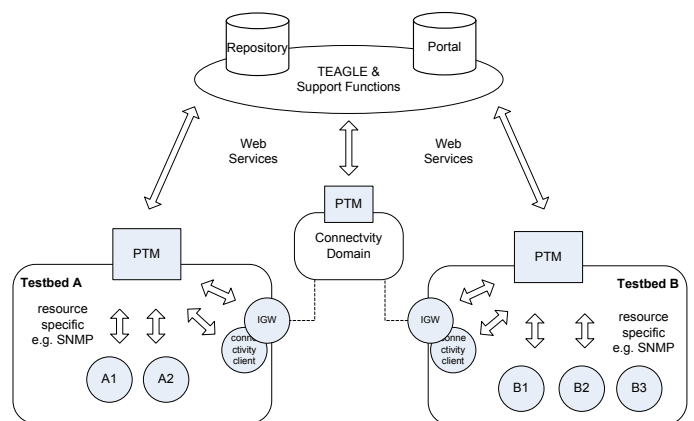 Repository
Portal
TEAGLE &
Support Functions
Web
Services
Web
Services
PTM
Connectvity
Domain
PTM
PTM
Testbed A
Testbed B
resource
specific
e.g. SNMP
resource
specific
e.g. SNMP
IGW
IGW
conne
ctivity
client
conne
ctivity
client
A1
A2
B1
B2
B3